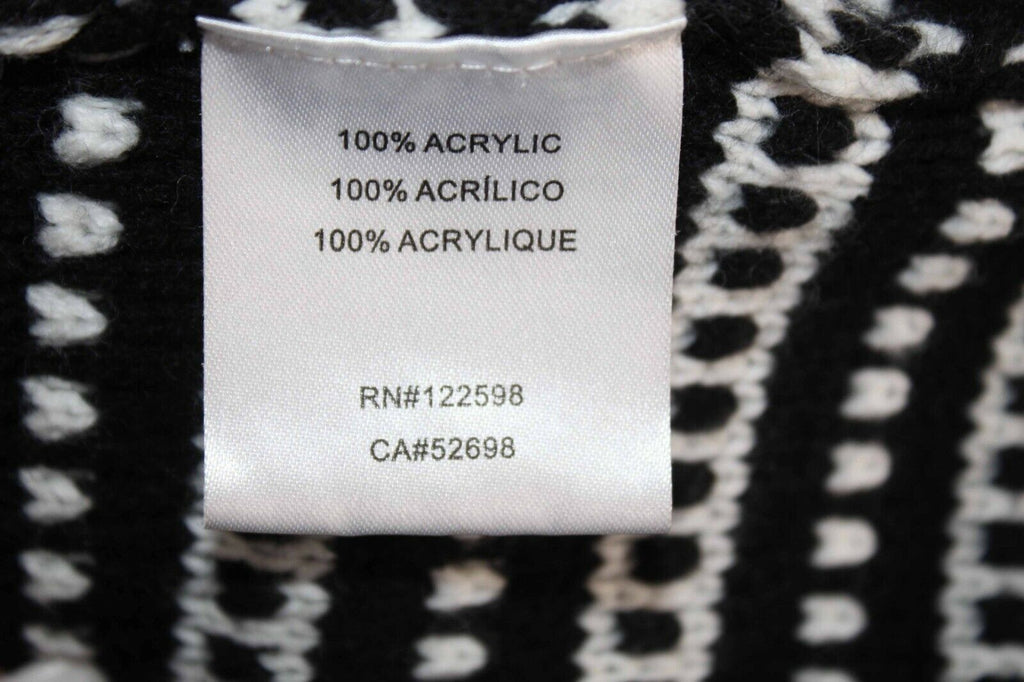 100% ACRYLIC
100% ACRÍLICO
100% ACRYLIQUE
RN#122598
CA#52698